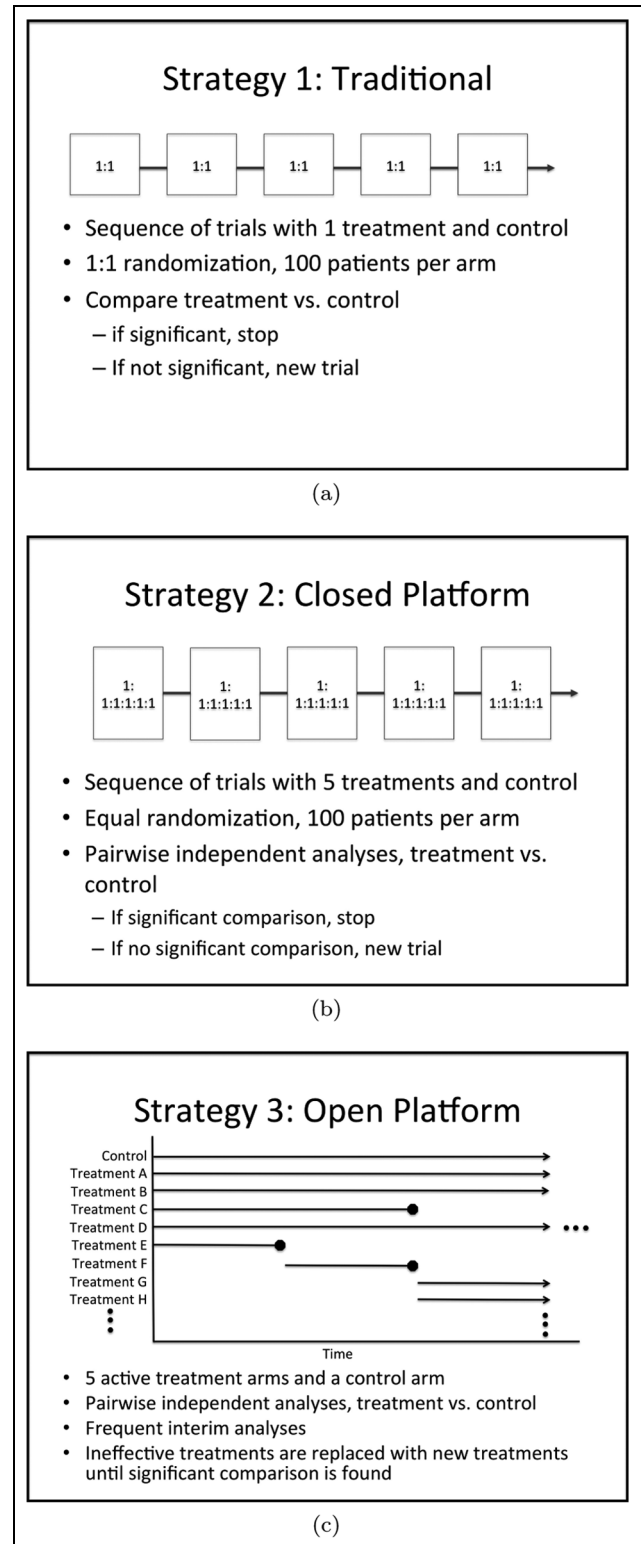 Strategy 1: Traditional
1:1 1:1 1:1 1:1 1:1
• Sequence of trials with 1 treatment and control
• 1:1 randomization, 100 patients per arm
• Compare treatment vs. control
– if significant, stop
– If not significant, new trial
(a)
Strategy 2: Closed Platform
1: 1: 1: 1: 1:
1:1:1:1:1 1:1:1:1:1 1:1:1:1:1 1:1:1:1:1 1:1:1:1:1
• Sequence of trials with 5 treatments and control
• Equal randomization, 100 patients per arm
• Pairwise independent analyses, treatment vs.
control
– If significant comparison, stop
– If no significant comparison, new trial
(b)
Strategy 3: Open Platform
Control
Treatment A
Treatment B
Treatment C
Treatment D
Treatment E
Treatment F
Treatment G
Treatment H
Time
• 5 active treatment arms and a control arm
• Pairwise independent analyses, treatment vs. control
• Frequent interim analyses
• Ineffective treatments are replaced with new treatments
until significant comparison is found
(c)